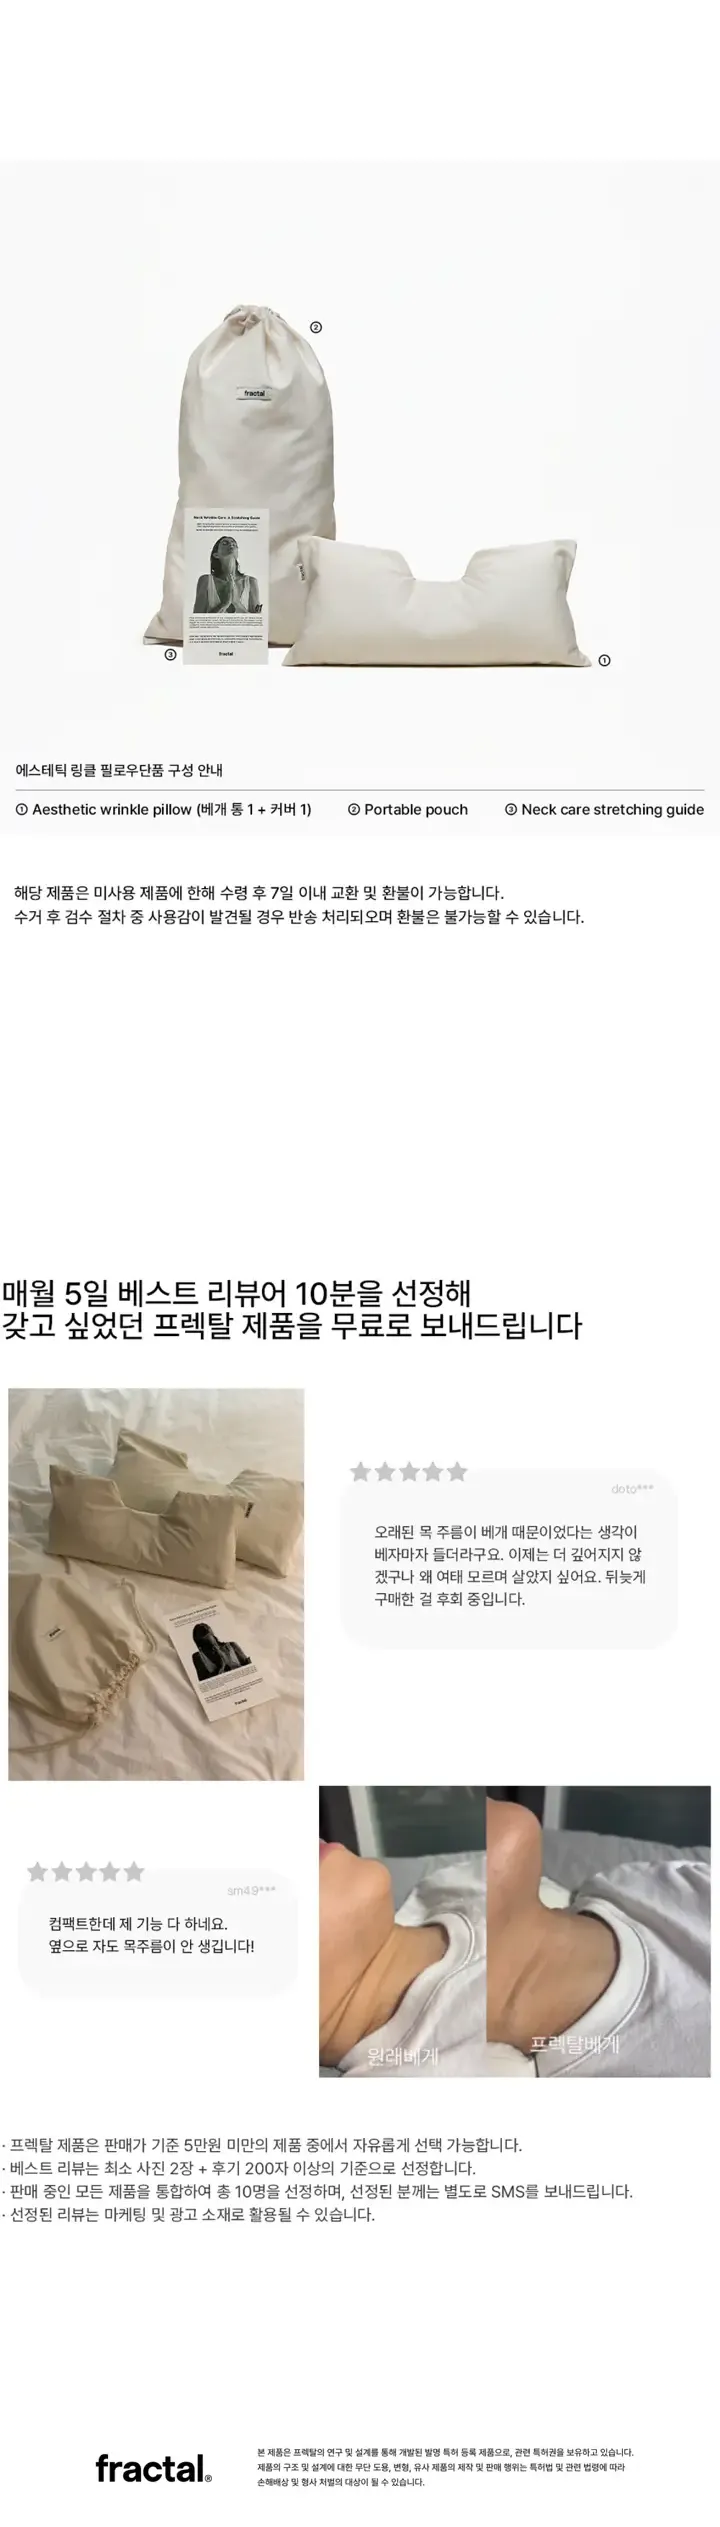 ②
fractal
Neck Wrinkle Care & Stretching Guide
fractal
③
①
에스테틱 링클 필로우단품 구성 안내
① Aesthetic wrinkle pillow (베개 통 1 + 커버 1) ② Portable pouch ③ Neck care stretching guide
해당 제품은 미사용 제품에 한해 수령 후 7일 이내 교환 및 환불이 가능합니다.
수거 후 검수 절차 중 사용감이 발견될 경우 반송 처리되오며 환불은 불가능할 수 있습니다.
매월 5일 베스트 리뷰어 10분을 선정해
갖고 싶었던 프렉탈 제품을 무료로 보내드립니다
doto***
오래된 목 주름이 베개 때문이었다는 생각이
베자마자 들더라구요. 이제는 더 깊어지지 않
겠구나 왜 여태 모르며 살았지 싶어요. 뒤늦게
구매한 걸 후회 중입니다.
fractal
sm49***
컴팩트한데 제 기능 다 하네요.
옆으로 자도 목주름이 안 생깁니다!
원래베게
프렉탈베게
· 프렉탈 제품은 판매가 기준 5만원 미만의 제품 중에서 자유롭게 선택 가능합니다.
· 베스트 리뷰는 최소 사진 2장 + 후기 200자 이상의 기준으로 선정합니다.
· 판매 중인 모든 제품을 통합하여 총 10명을 선정하며, 선정된 분께는 별도로 SMS를 보내드립니다.
· 선정된 리뷰는 마케팅 및 광고 소재로 활용될 수 있습니다.
fractal®
본 제품은 프렉탈의 연구 및 설계를 통해 개발된 발명 특허 등록 제품으로, 관련 특허권을 보유하고 있습니다.
제품의 구조 및 설계에 대한 무단 도용, 변형, 유사 제품의 제작 및 판매 행위는 특허법 및 관련 법령에 따라
손해배상 및 형사 처벌의 대상이 될 수 있습니다.